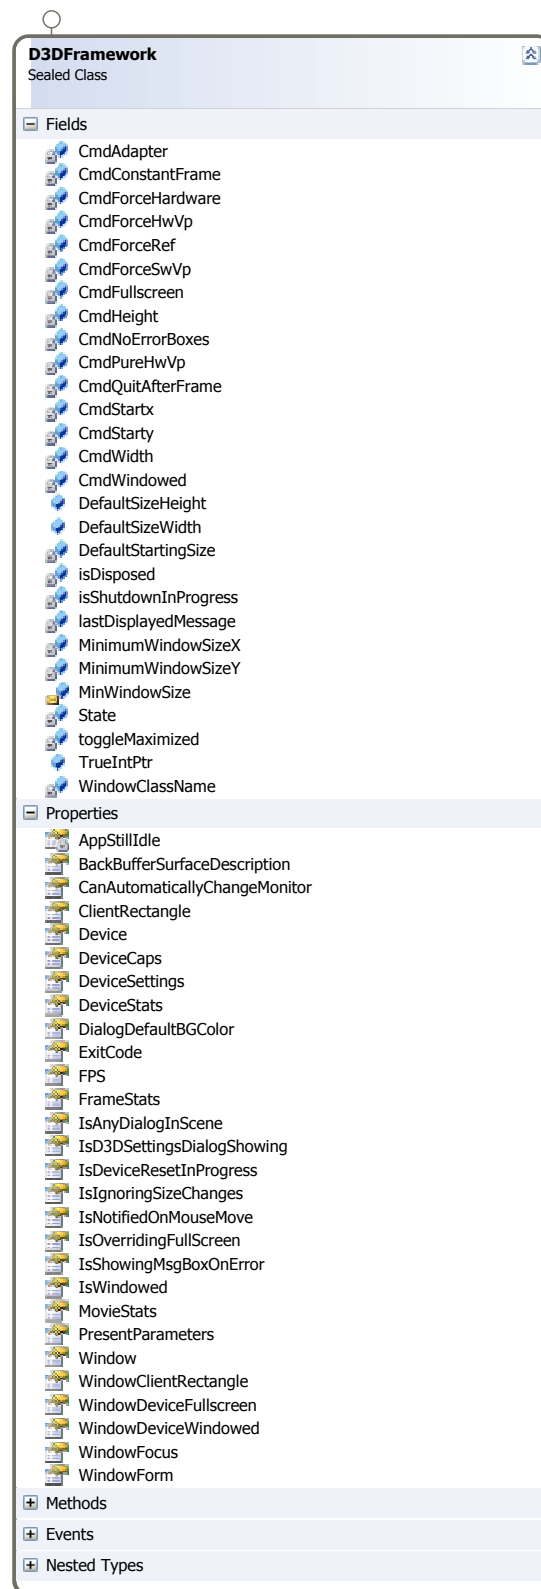 D3DFramework
Sealed Class
Fields
CmdAdapter
CmdConstantFrame
CmdForceHardware
CmdForceHwVp
CmdForceRef
CmdForceSwVp
CmdFullscreen
CmdHeight
CmdNoErrorBoxes
CmdPureHwVp
CmdQuitAfterFrame
CmdStartx
CmdStarty
CmdWidth
CmdWindowed
DefaultSizeHeight
DefaultSizeWidth
DefaultStartingSize
isDisposed
isShutdownInProgress
lastDisplayedMessage
MinimumWindowSizeX
MinimumWindowSizeY
MinWindowSize
State
toggleMaximized
TrueIntPtr
WindowClassName
Properties
AppStillIdle
BackBufferSurfaceDescription
CanAutomaticallyChangeMonitor
ClientRectangle
Device
DeviceCaps
DeviceSettings
DeviceStats
DialogDefaultBGColor
ExitCode
FPS
FrameStats
IsAnyDialogInScene
IsD3DSettingsDialogShowing
IsDeviceResetInProgress
IsIgnoringSizeChanges
IsNotifiedOnMouseMove
IsOverridingFullScreen
IsShowingMsgBoxOnError
IsWindowed
MovieStats
PresentParameters
Window
WindowClientRectangle
WindowDeviceFullscreen
WindowDeviceWindowed
WindowFocus
WindowForm
Methods
Events
Nested Types